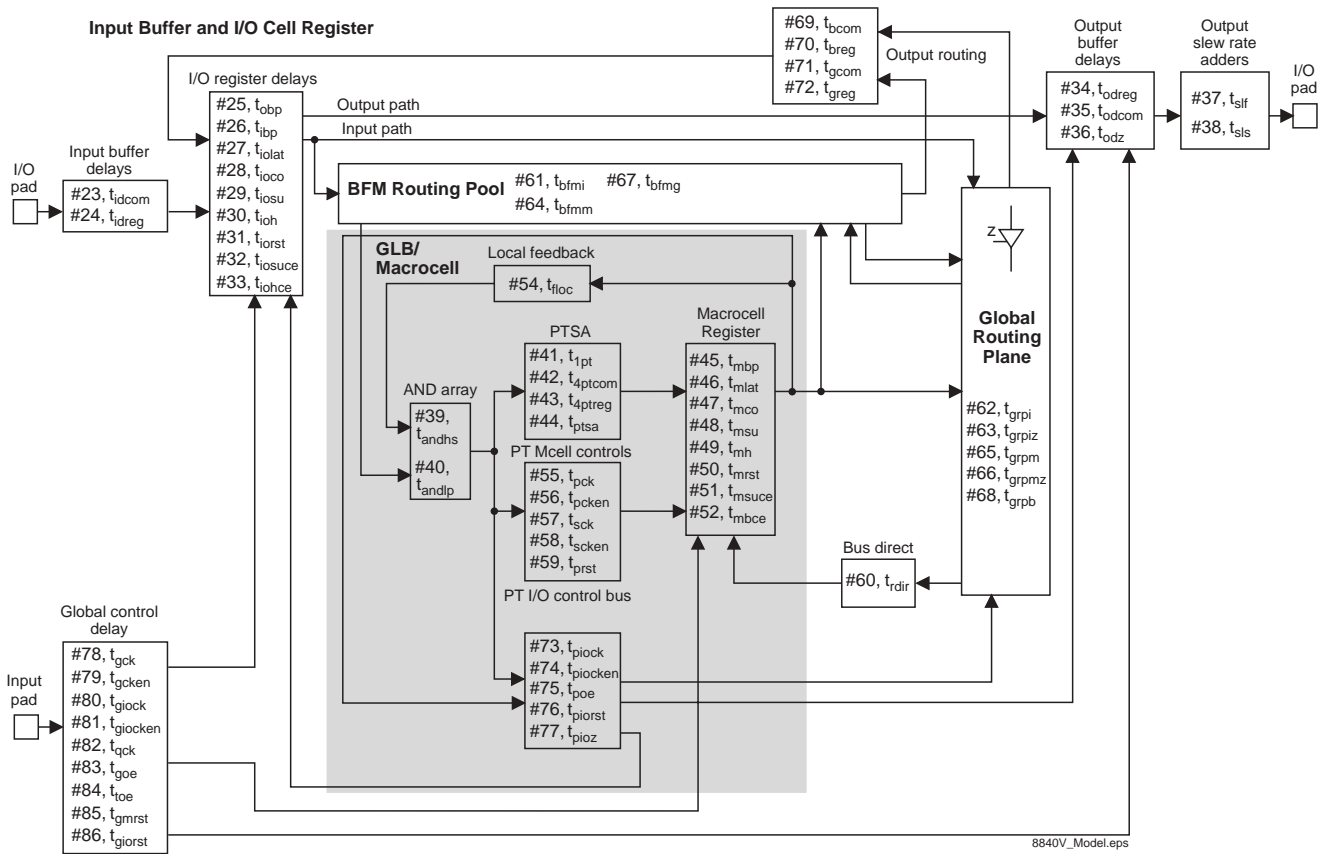 Input Buffer and I/O Cell Register
#69, tbcom
#70, tbreg
#71, tgcom
#72, tgreg
Output routing
Output
buffer
delays
Output
slew rate
adders
I/O
pad
#34, todreg
#35, todcom
#36, todz
#37, tslf
#38, tsls
I/O register delays
#25, tobp
#26, tibp
#27, tiolat
#28, tioco
#29, tiosu
#30, tioh
#31, tiorst
#32, tiosuce
#33, tiohce
Output path
Input path
I/O
pad
Input buffer
delays
#23, tidcom
#24, tidreg
BFM Routing Pool
#61, tbfmi
#67, tbfmg
#64, tbfmm
z
Global
Routing
Plane
#62, tgrpi
#63, tgrpiz
#65, tgrpm
#66, tgrpmz
#68, tgrpb
GLB/
Macrocell
Local feedback
#54, tfloc
PTSA
#41, t1pt
#42, t4ptcom
#43, t4ptreg
#44, tptsa
Macrocell
Register
#45, tmbp
#46, tmlat
#47, tmco
#48, tmsu
#49, tmh
#50, tmrst
#51, tmsuce
#52, tmbce
AND array
#39,
tandhs
#40,
tandlp
PT Mcell controls
#55, tpck
#56, tpcken
#57, tsck
#58, tscken
#59, tprst
Bus direct
#60, trdir
PT I/O control bus
#73, tpiock
#74, tpiocken
#75, tpoe
#76, tpiorst
#77, tpioz
Global control
delay
Input
pad
#78, tgck
#79, tgcken
#80, tgiock
#81, tgiocken
#82, tqck
#83, tgoe
#84, ttoe
#85, tgmrst
#86, tgiorst
8840V_Model.eps